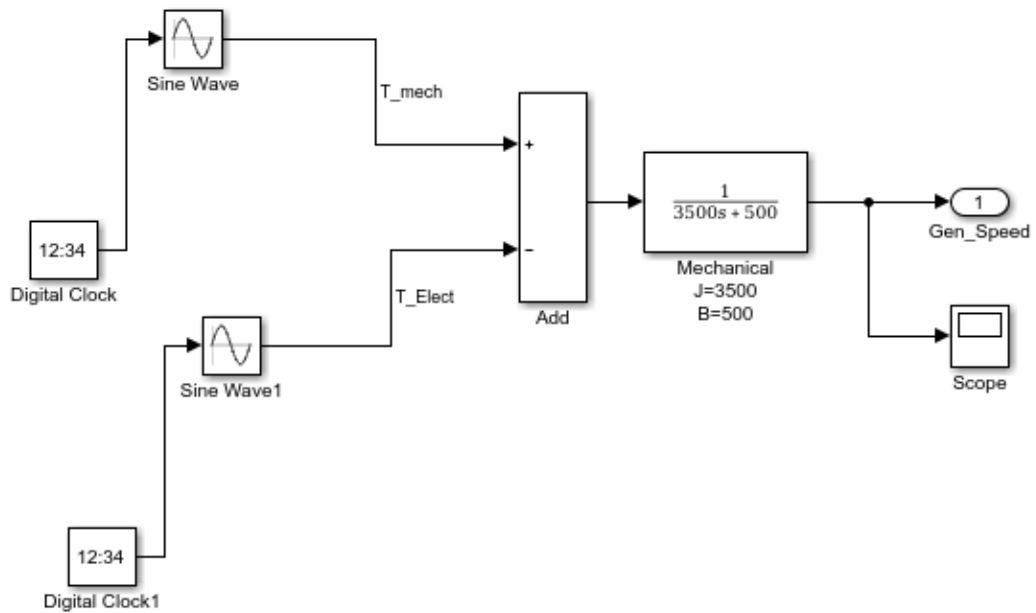 Sine Wave
T_mech
+
1
3500s + 500
1
Gen_Speed
12:34
Digital Clock
−
Mechanical
J=3500
B=500
T_Elect
Add
Sine Wave1
Scope
12:34
Digital Clock1